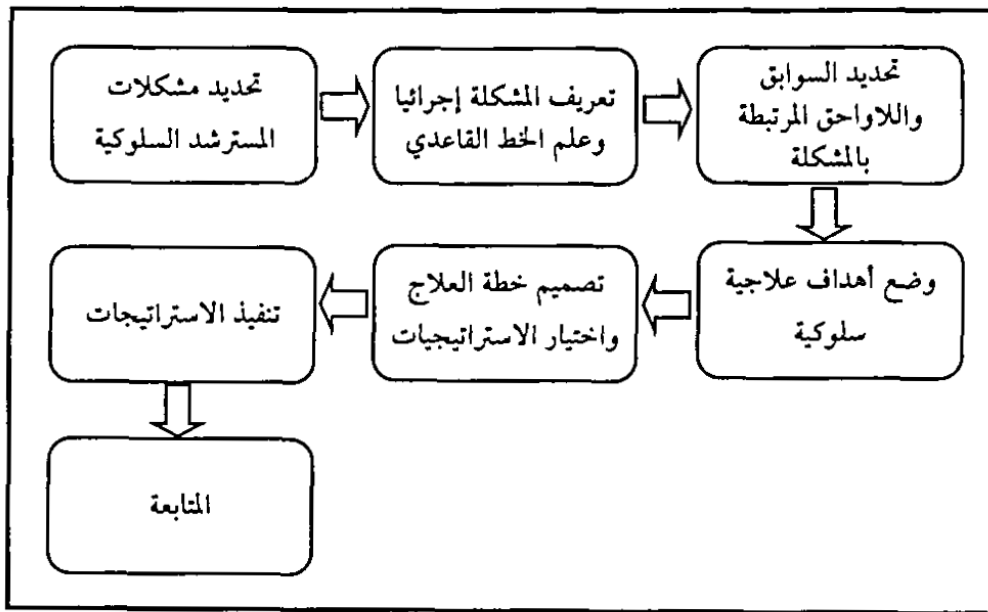 تحديد مشكلات
المسترشد السلوكية
تعريف المشكلة إجرائيا
وعلم الخط القاعدي
تحديد السوابق
واللاواحق المرتبطة
بالمشكلة
وضع أهداف علاجية
سلوكية
تصميم خطة العلاج
واختيار الاستراتيجيات
تنفيذ الاستراتيجات
المتابعة